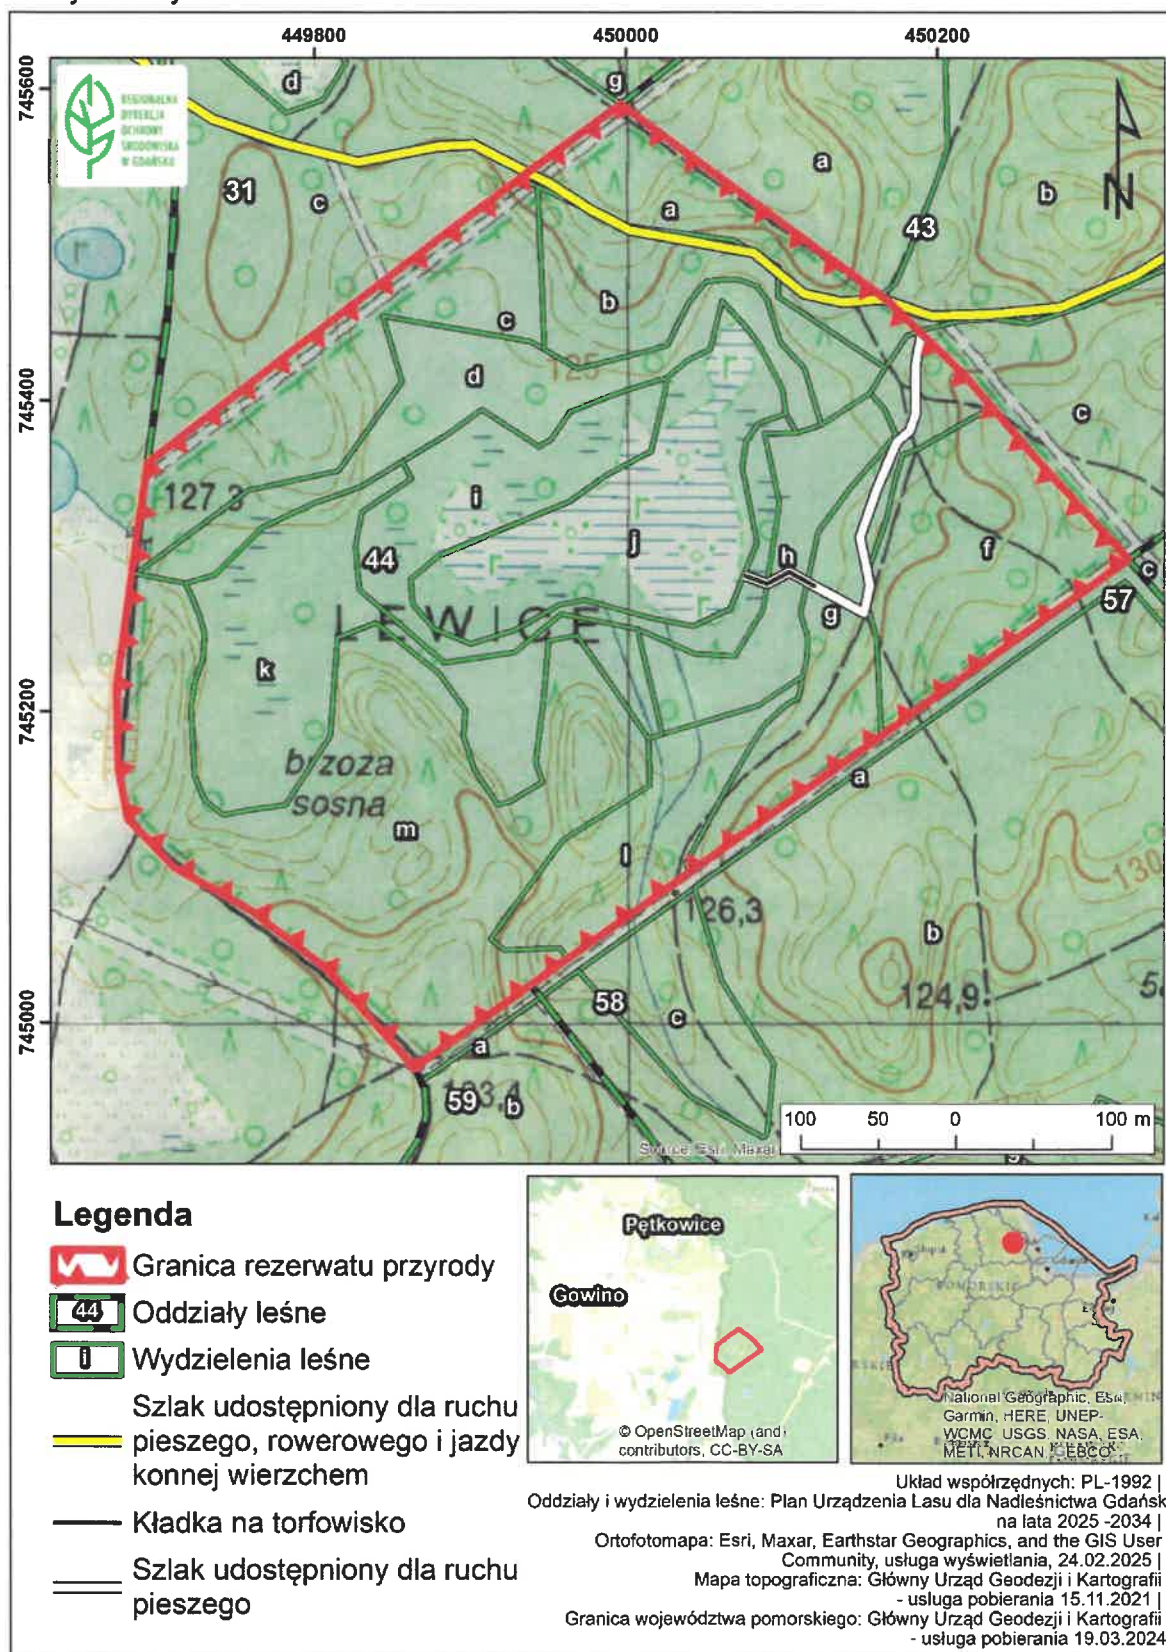 449800 450000 450200
745600
745400
745200
745000
REGIONALNA
DYREKCJA
OCHRONY
ŚRODOWISKA
W GDAŃSKU
d
g
a
31
c
b
a
N
43
b
c
d
125
c
127,3
i
j
44
h
f
c
57
LEWICE
g
k
brzoza
sosna
a
m
l
130
126,3
b
124,9
58
c
a
59
b
100 50 0 100 m
Source: Esri, Maxar
Legenda
Granica rezerwatu przyrody
44 Oddziały leśne
i Wydzielenia leśne
Szlak udostępniony dla ruchu
pieszego, rowerowego i jazdy
konnej wierzchem
Kładka na torfowisko
Szlak udostępniony dla ruchu
pieszego
Pętkowice
Gowino
© OpenStreetMap (and)
contributors, CC-BY-SA
POMORSKIE
National Geographic, Esri,
Garmin, HERE, UNEP-
WCMC, USGS, NASA, ESA,
METI, NRCAN, GEBCO
Układ współrzędnych: PL-1992 |
Oddziały i wydzielenia leśne: Plan Urządzenia Lasu dla Nadleśnictwa Gdańsk
na lata 2025 -2034 |
Ortofotomapa: Esri, Maxar, Earthstar Geographics, and the GIS User
Community, usługa wyświetlania, 24.02.2025 |
Mapa topograficzna: Główny Urząd Geodezji i Kartografii
- usługa pobierania 15.11.2021 |
Granica województwa pomorskiego: Główny Urząd Geodezji i Kartografii
- usługa pobierania 19.03.2024